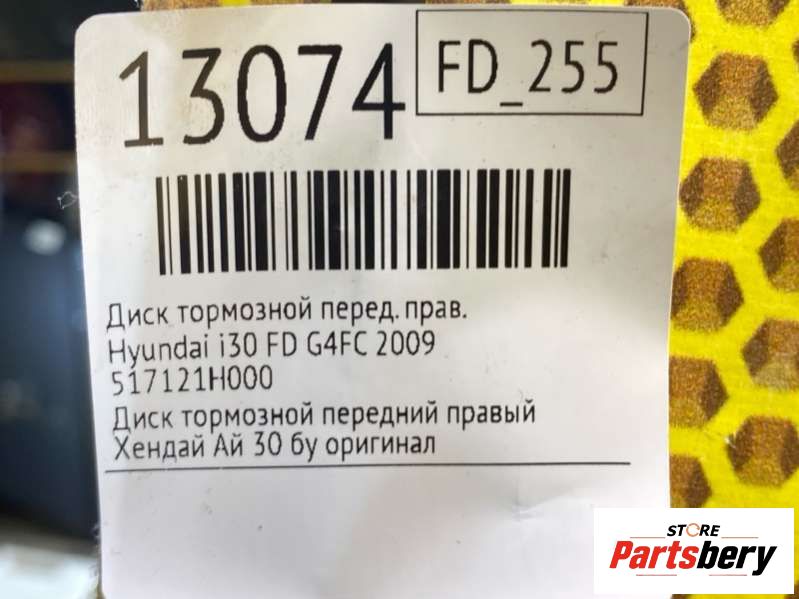 13074
FD_255
Диск тормозной перед. прав.
Hyundai i30 FD G4FC 2009
517121H000
Диск тормозной передний правый
Хендай Ай 30 бу оригинал
STORE
Partsbery